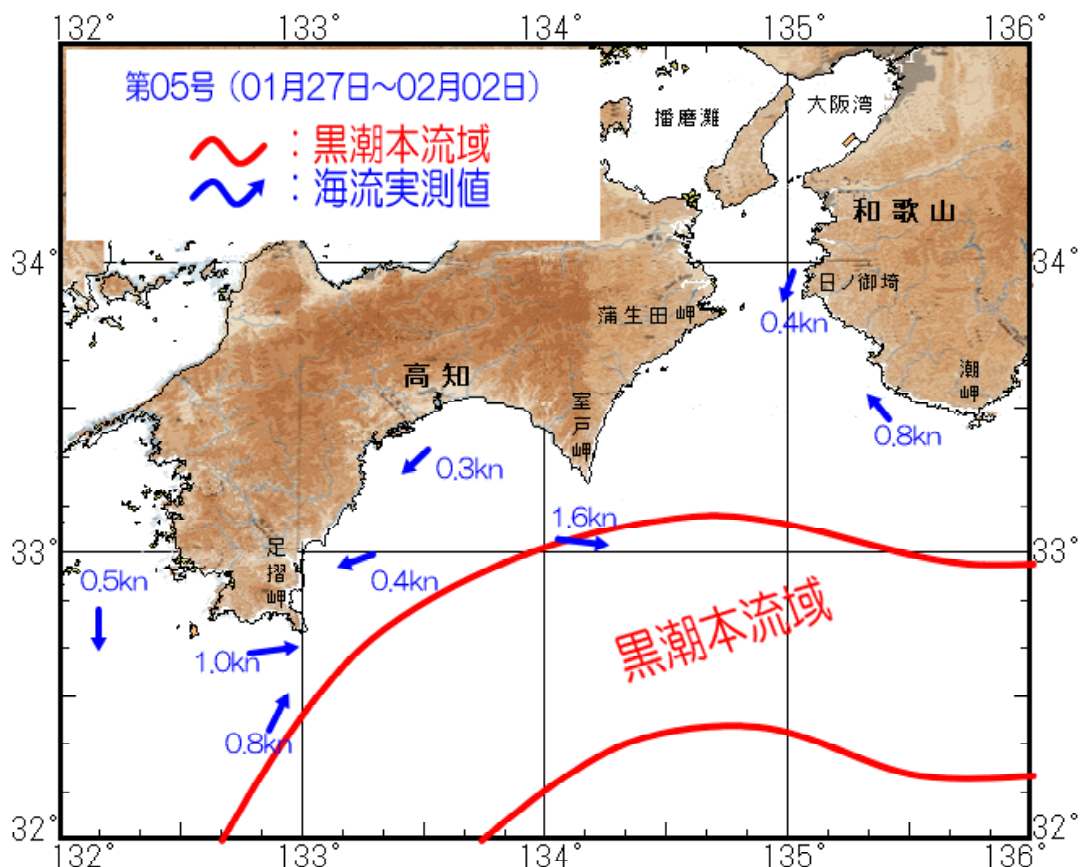 132°
133°
134°
135°
136°
第05号（01月27日～02月02日）
：黒潮本流域
：海流実測値
播磨灘
大阪湾
和歌山
34°
34°
日ノ御埼
0.4kn
蒲生田岬
高知
室戸岬
潮岬
0.8kn
0.3kn
1.6kn
33°
33°
足摺岬
0.5kn
0.4kn
黒潮本流域
1.0kn
0.8kn
32°
32°
132°
133°
134°
135°
136°